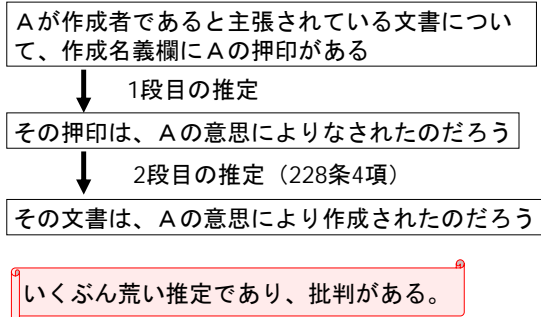 Ａが作成者であると主張されている文書につい
て、作成名義欄にＡの押印がある
1段目の推定
その押印は、Ａの意思によりなされたのだろう
2段目の推定（228条4項）
その文書は、Ａの意思により作成されたのだろう
いくぶん荒い推定であり、批判がある。